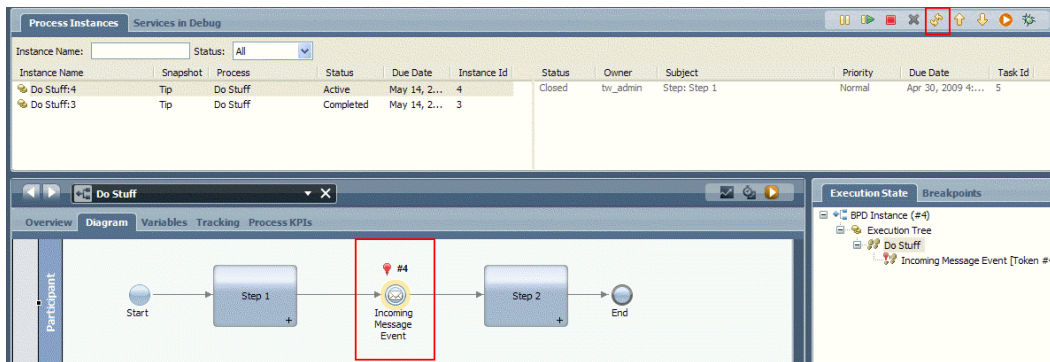 Process Instances Services in Debug
Instance Name: Status: All
Instance Name Snapshot Process Status Due Date Instance Id Status Owner Subject Priority Due Date Task Id
Do Stuff:4 Tip Do Stuff Active May 14, 2... 4 Closed tw_admin Step: Step 1 Normal Apr 30, 2009 4:... 5
Do Stuff:3 Tip Do Stuff Completed May 14, 2... 3
Do Stuff
Overview Diagram Variables Tracking Process KPIs
Participant
Start
Step 1
+
#4
Incoming
Message
Event
Step 2
+
End
Execution State Breakpoints
BPD Instance (#4)
Execution Tree
Do Stuff
Incoming Message Event [Token #